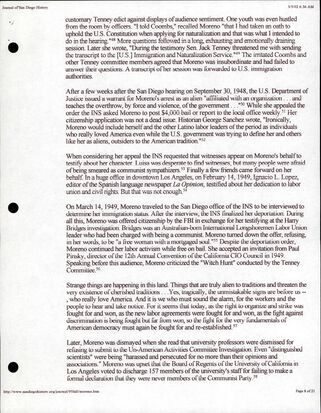 Journal of San Diego History
3/5/02 6:36 AM
customary Tenney edict against displays of audience sentiment. One youth was even hustled
from the room by officers. "I told Coombs," recalled Moreno "that I had taken an oath to
uphold the U.S. Constitution when applying for naturalization and that was what I intended to
do in the hearing."48 More questions followed in a long, exhausting and emotionally draining
session. Later she wrote, "During the testimony Sen. Jack Tenney threatened me with sending
the transcript to the [U.S.] Immigration and Naturalization Service."49 The irritated Coombs and
other Tenney committee agreed that Moreno was insubordinate and had failed to
answer their questions. A transcript of her session was forwarded to U.S. immigration
authorities.
After a few weeks after the San Diego hearing on September 30, 1948, the U.S. Department of
Justice issued a warrant for Moreno's arrest as an alien "affiliated with an organization . . . and
teaches the overthrow, by force and violence, of the government . . ."50 While she appealed the
order the INS asked Moreno to post $4,000 bail or report to the local office weekly.51 Her
citizenship application was not a dead issue. Historian George Sanchez wrote, "Ironically,
Moreno would include herself and the other Latino labor leaders of the period as individuals
who really loved America even while the U.S. government was trying to define her and others
like her as aliens, outsiders to the American tradition."52
When considering her appeal the INS requested that witnesses appear on Moreno's behalf to
testify about her character. Luisa was desperate to find witnesses, but many people were afraid
of being smeared as communist sympathizers.53 Finally a few friends came forward on her
behalf. In a huge office in downtown Los Angeles, on February 14, 1949, Ignacio L. Lopez,
editor of the Spanish language newspaper La Opinion, testified about her dedication to labor
union and civil rights. But that was not enough.54
On March 14, 1949, Moreno traveled to the San Diego office of the INS to be interviewed to
determine her immigration status. After the interview, the INS finalized her deportation. During
all this, Moreno was offered citizenship by the FBI in exchange for her testifying at the Harry
Bridges investigation. Bridges was an Australian-born International Longshoremen Labor Union
leader who had been charged with being a communist. Moreno turned down the offer, refusing,
in her words, to be "a free woman with a mortgaged soul."55 Despite the deportation order,
Moreno continued her labor activism while free on bail. She accepted an invitation from Paul
Pinsky, director of the 12th Annual Convention of the California CIO Council in 1949.
Speaking before this audience, Moreno criticized the "Witch Hunt" conducted by the Tenney
Committee.56
Strange things are happening in this land. Things that are truly alien to traditions and threaten the
very existence of cherished traditions . . . Yes, tragically, the unmistakable signs are before us --
, who really love America. And it is we who must sound the alarm, for the workers and the
people to hear and take notice. For it seems that today, as the right to organize and strike was
fought for and won, as the new labor agreements were fought for and won, as the fight against
discrimination is being fought but far from won, so the fight for the very fundamentals of
American democracy must again be fought for and re-established.57
Later, Moreno was dismayed when she read that university professors were dismissed for
refusing to submit to the Un-American Activities Committee Investigation. Even "distinguished
scientists" were being "harassed and persecuted for no more than their opinions and
associations." Moreno was upset that the Board of Regents of the University of California in
Los Angeles voted to discharge 157 members of the university's staff for failing to make a
formal declaration that they were never members of the Communist Party.58
Page 8 of 23